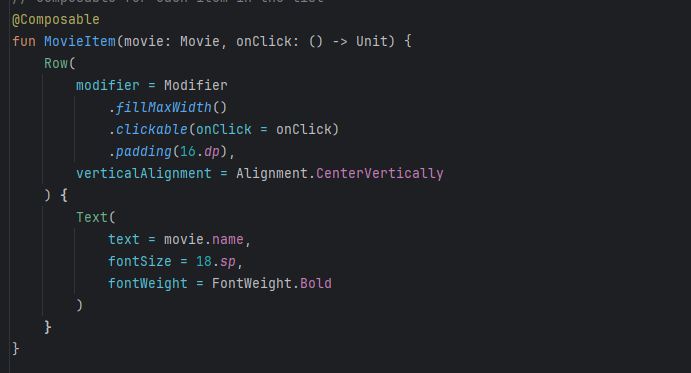 // Composable for each item in the list
@Composable
fun MovieItem(movie: Movie, onClick: () -> Unit) {
    Row(
        modifier = Modifier
            .fillMaxWidth()
            .clickable(onClick = onClick)
            .padding(16.dp),
        verticalAlignment = Alignment.CenterVertically
    ) {
        Text(
            text = movie.name,
            fontSize = 18.sp,
            fontWeight = FontWeight.Bold
        )
    }
}